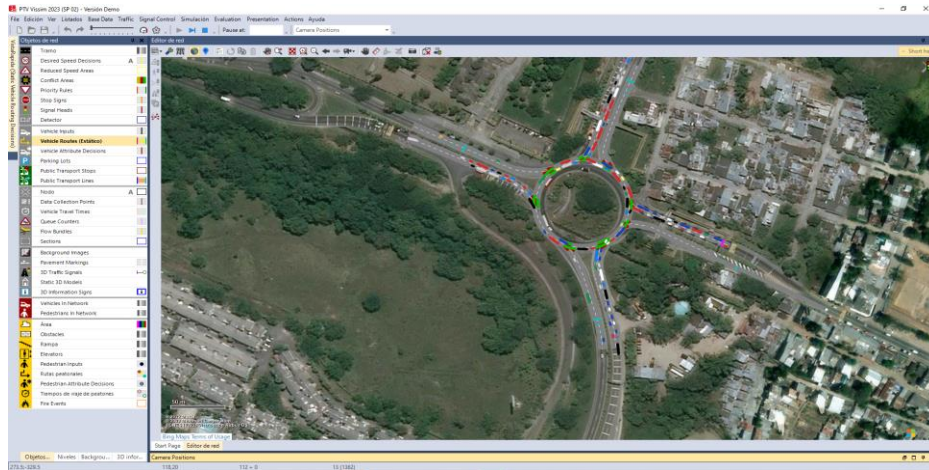 PTV Vissim 2023 (SP 02) - Vissim Demo
File Edición Ver Listados Base Data Traffic Signal Control Simulación Evaluation Presentation Actions Ayuda
Pause at: Camera Positions
Objetos de red
Editor de red
Tramo
Desired Speed Decisions A
Reduced Speed Areas
Conflict Areas
Priority Rules
Stop Signs
Signal Heads
Detector
Vehicle Inputs
Vehicle Routes (Estático)
Vehicle Attribute Decisions
Parking Lots
Public Transport Stops
Public Transport Lines
Nodo A
Data Collection Points
Vehicle Travel Times
Queue Counters
Flow Bundles
Sections
Background Images
Pavement Markings
3D Traffic Signals
Static 3D Models
3D Information Signs
Vehicles In Network
Pedestrians In Network
Área
Obstacles
Rampa
Elevators
Pedestrian Inputs
Rutas peatonales
Pedestrian Attribute Decisions
Tiempos de viaje de peatones
Fire Events
50 m
Bing Maps Terms of Usage
Start Page Editor de red
Objetos... Niveles Backgrou... 3D infor...
Camera Positions